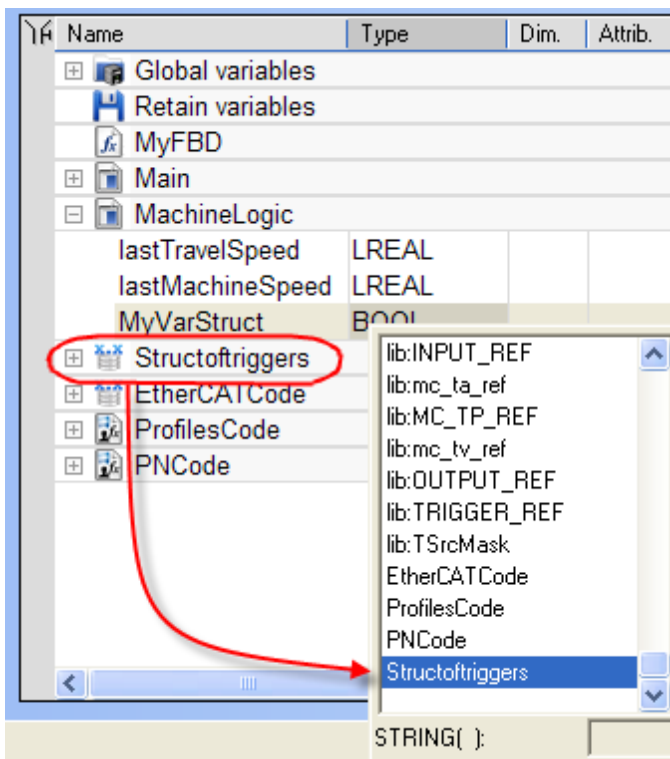 Name Type Dim. Attrib.
Global variables
Retain variables
MyFBD
Main
MachineLogic
lastTravelSpeed LREAL
lastMachineSpeed LREAL
MyVarStruct BOOL
Structoftriggers
EtherCATCode
ProfilesCode
PNCode
lib:INPUT_REF
lib:mc_ta_ref
lib:MC_TP_REF
lib:mc_tv_ref
lib:OUTPUT_REF
lib:TRIGGER_REF
lib:TSrcMask
EtherCATCode
ProfilesCode
PNCode
Structoftriggers
STRING( ):